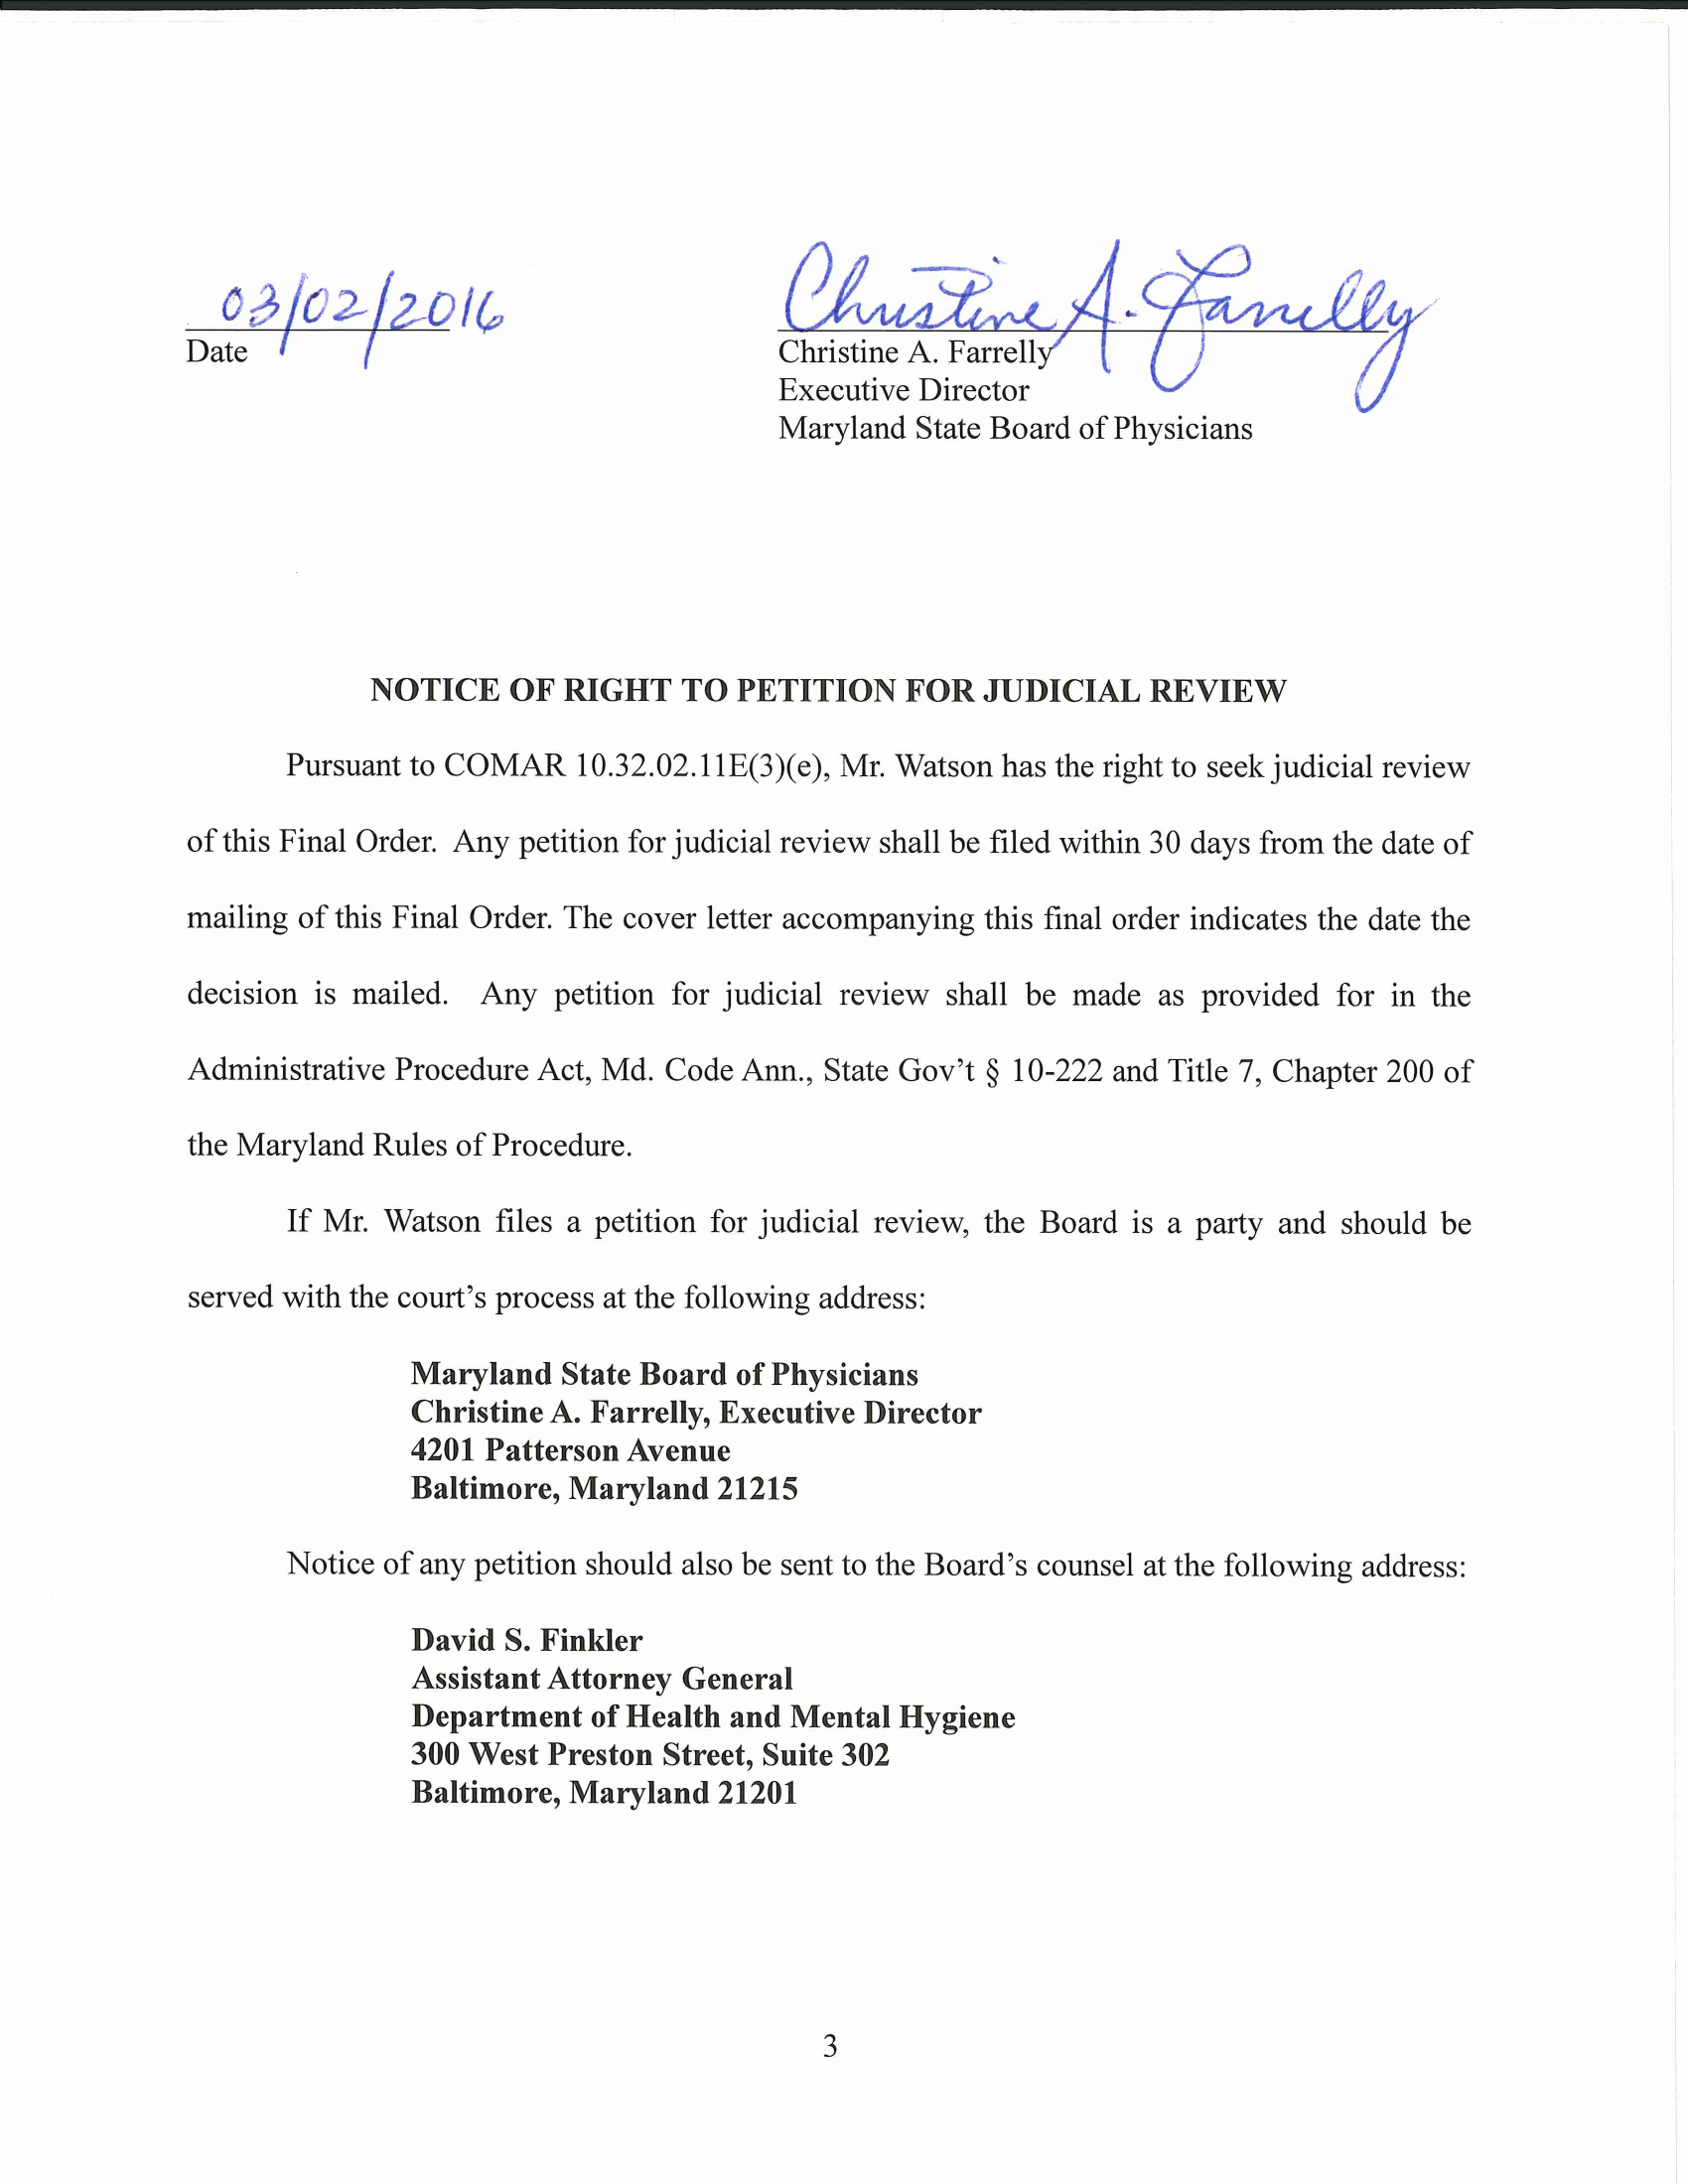 03/02/2016
Christine A. Farrelly
Date
Christine A. Farrelly
Executive Director
Maryland State Board of Physicians
NOTICE OF RIGHT TO PETITION FOR JUDICIAL REVIEW
Pursuant to COMAR 10.32.02.11E(3)(e), Mr. Watson has the right to seek judicial review
of this Final Order. Any petition for judicial review shall be filed within 30 days from the date of
mailing of this Final Order. The cover letter accompanying this final order indicates the date the
decision is mailed. Any petition for judicial review shall be made as provided for in the
Administrative Procedure Act, Md. Code Ann., State Gov’t § 10-222 and Title 7, Chapter 200 of
the Maryland Rules of Procedure.
If Mr. Watson files a petition for judicial review, the Board is a party and should be
served with the court’s process at the following address:
Maryland State Board of Physicians
Christine A. Farrelly, Executive Director
4201 Patterson Avenue
Baltimore, Maryland 21215
Notice of any petition should also be sent to the Board’s counsel at the following address:
David S. Finkler
Assistant Attorney General
Department of Health and Mental Hygiene
300 West Preston Street, Suite 302
Baltimore, Maryland 21201
3